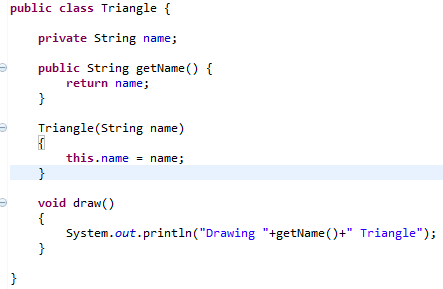 public class Triangle {
private String name;
public String getName() {
return name;
}
Triangle(String name)
{
this.name = name;
}
void draw()
{
System.out.println("Drawing "+getName()+" Triangle");
}
}